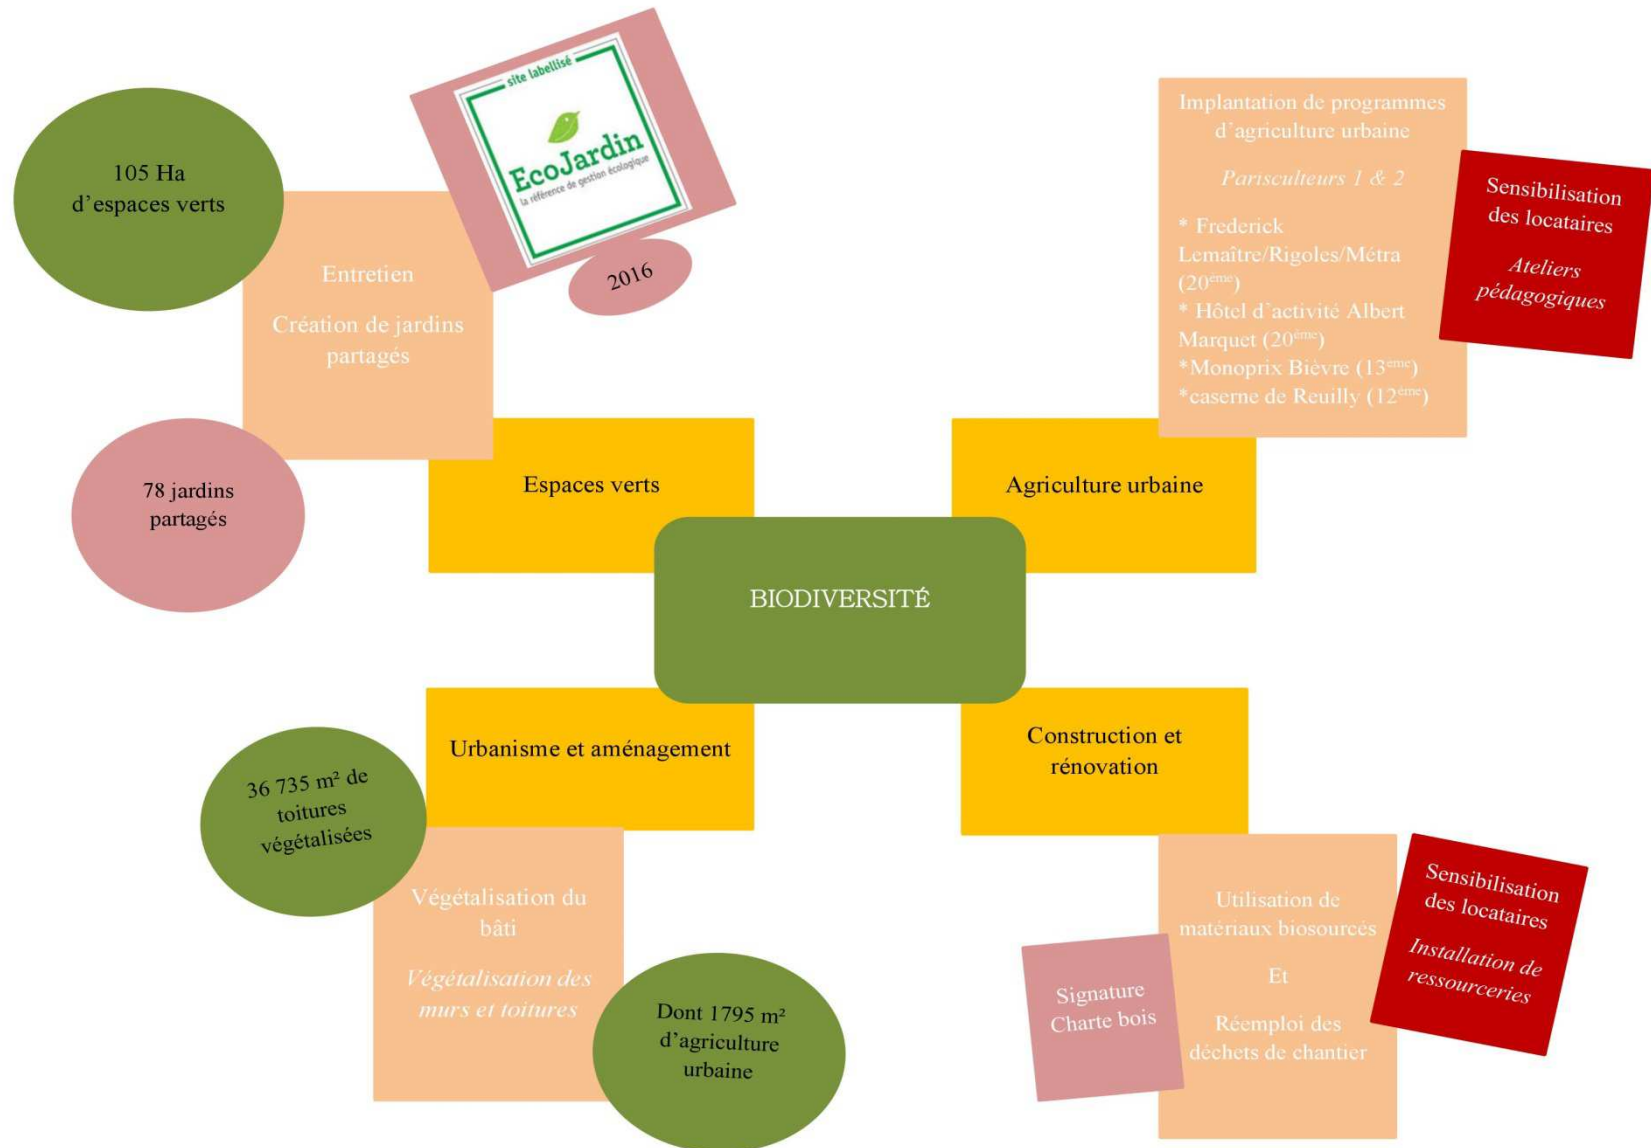 105 Ha
d'espaces verts
site labellisé
EcoJardin
la référence de gestion écologique
2016
Entretien
Création de jardins
partagés
78 jardins
partagés
Espaces verts
Implantation de programmes
d'agriculture urbaine
Parisculteurs 1 & 2
* Frederick
Lemaître/Rigoles/Métra
(20ème)
* Hôtel d'activité Albert
Marquet (20ème)
*Monoprix Bièvre (13ème)
*caserne de Reuilly (12ème)
Sensibilisation
des locataires
Ateliers
pédagogiques
Agriculture urbaine
BIODIVERSITÉ
Urbanisme et aménagement
36 735 m² de
toitures
végétalisées
Végétalisation du
bâti
Végétalisation des
murs et toitures
Dont 1795 m²
d'agriculture
urbaine
Construction et
rénovation
Utilisation de
matériaux biosourcés
Et
Réemploi des
déchets de chantier
Signature
Charte bois
Sensibilisation
des locataires
Installation de
ressourceries